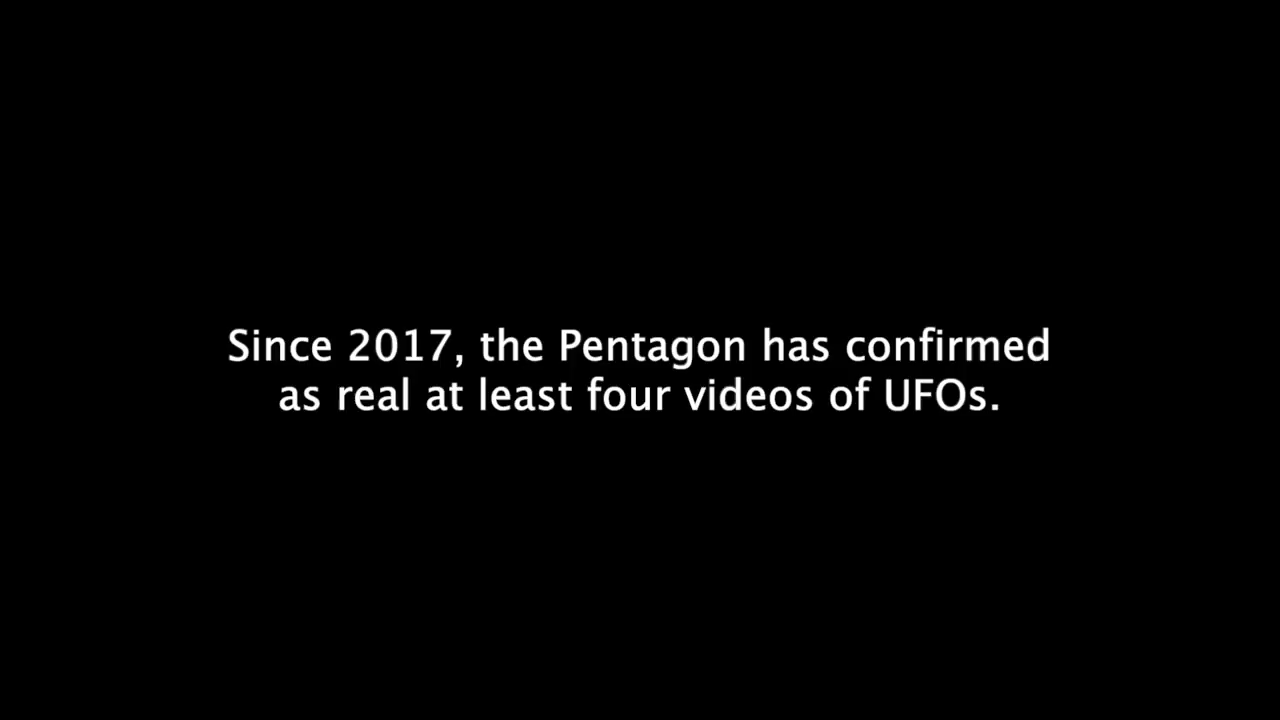 Since 2017, the Pentagon has confirmed
as real at least four videos of UFOs.